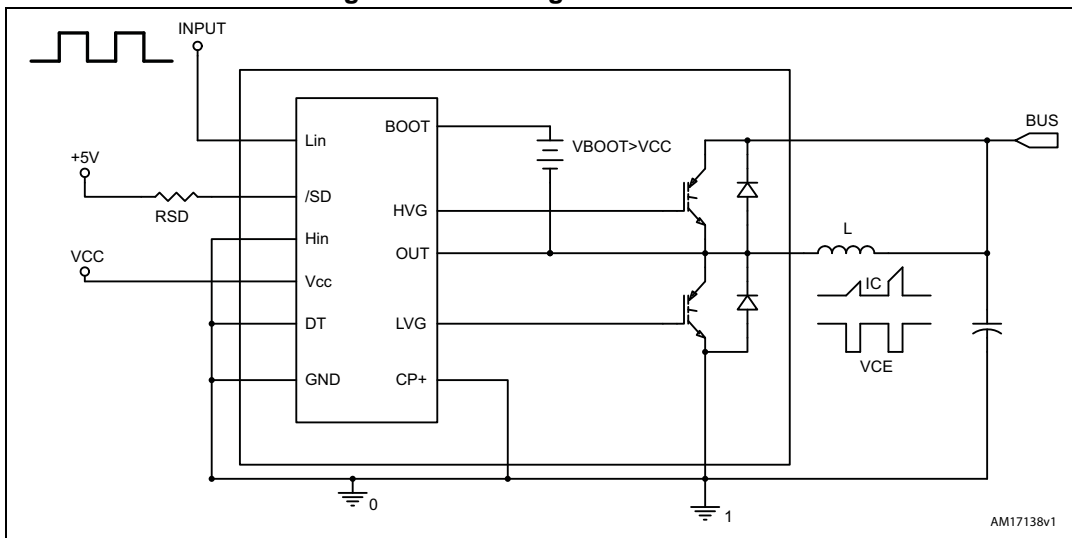 INPUT
BUS
+5V
RSD
VCC
Lin
/SD
Hin
Vcc
DT
GND
BOOT
HVG
OUT
LVG
CP+
VBOOT>VCC
L
IC
VCE
0
1
AM17138v1